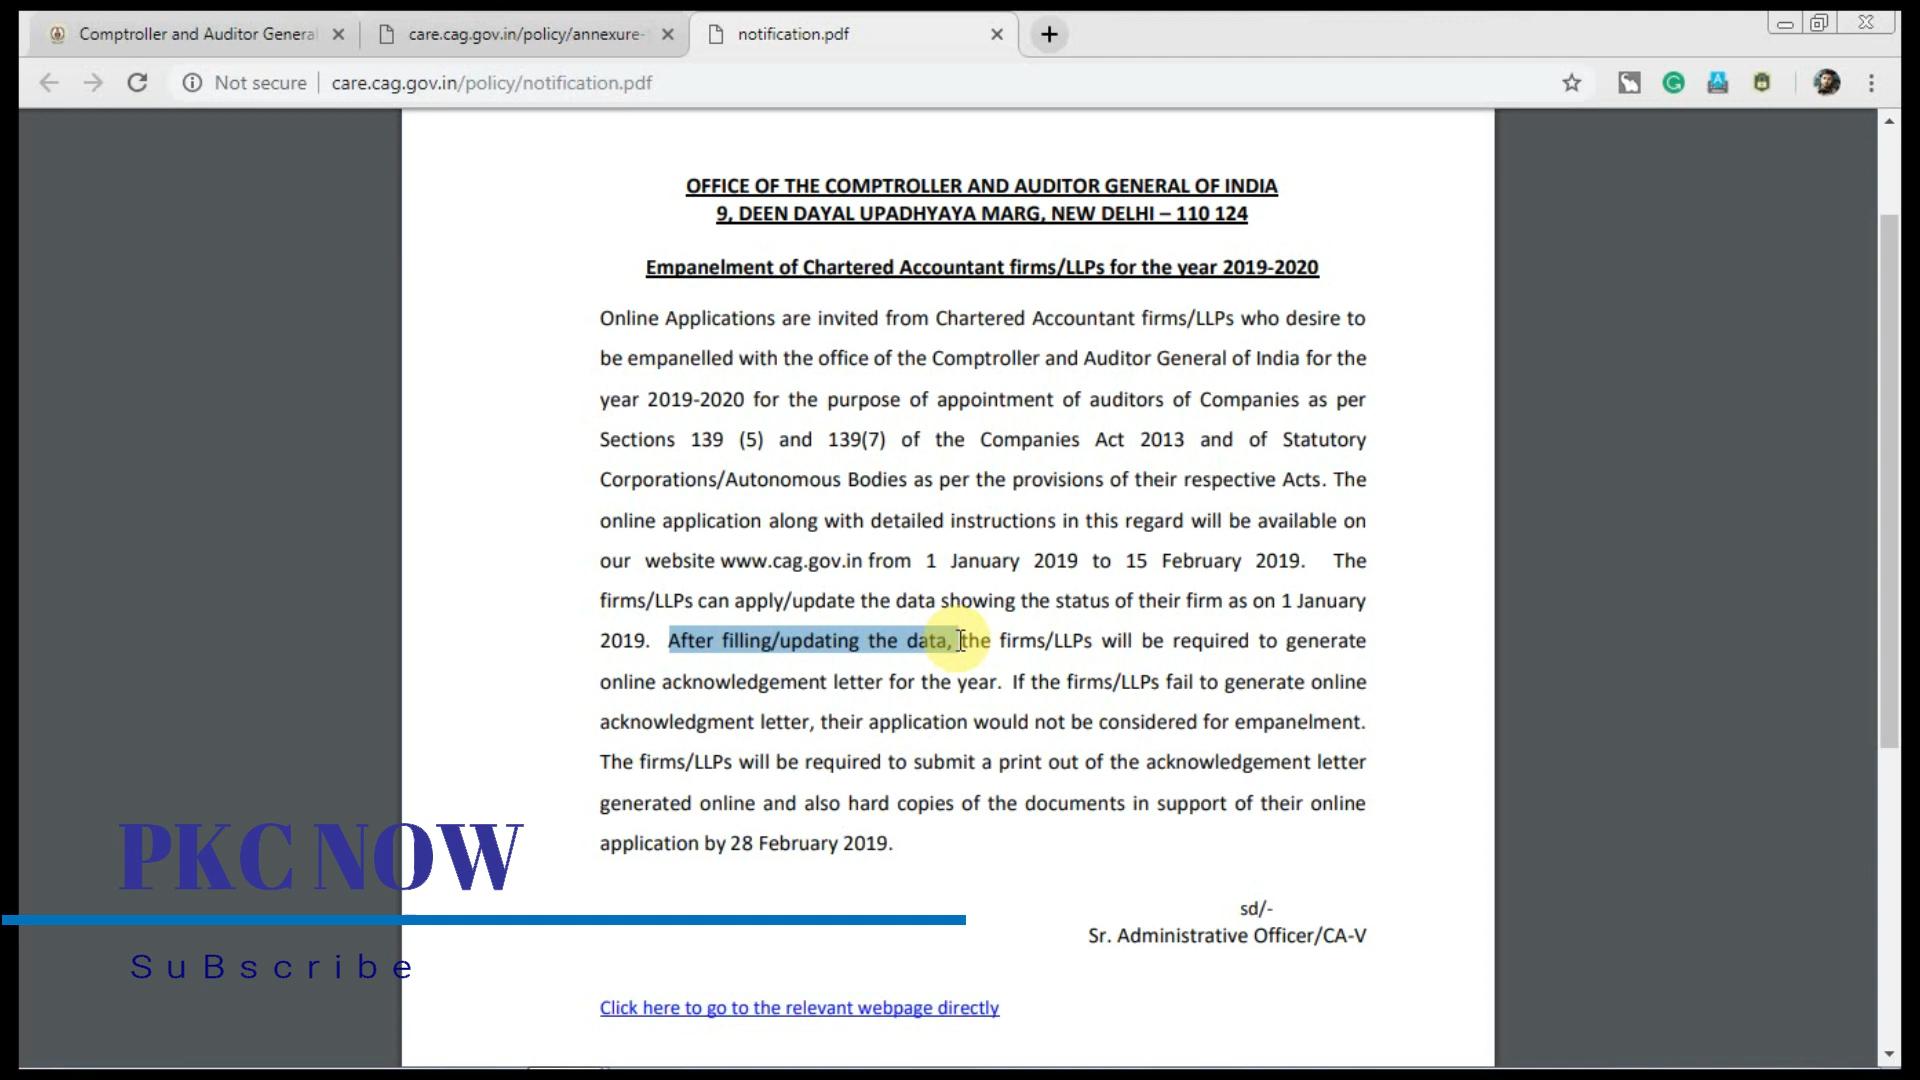 Comptroller and Auditor General
care.cag.gov.in/policy/annexure-
notification.pdf
Not secure
care.cag.gov.in/policy/notification.pdf
OFFICE OF THE COMPTROLLER AND AUDITOR GENERAL OF INDIA
9, DEEN DAYAL UPADHYAYA MARG, NEW DELHI – 110 124
Empanelment of Chartered Accountant firms/LLPs for the year 2019-2020
Online Applications are invited from Chartered Accountant firms/LLPs who desire to
be empanelled with the office of the Comptroller and Auditor General of India for the
year 2019-2020 for the purpose of appointment of auditors of Companies as per
Sections 139 (5) and 139(7) of the Companies Act 2013 and of Statutory
Corporations/Autonomous Bodies as per the provisions of their respective Acts. The
online application along with detailed instructions in this regard will be available on
our website www.cag.gov.in from 1 January 2019 to 15 February 2019. The
firms/LLPs can apply/update the data showing the status of their firm as on 1 January
2019. After filling/updating the data, the firms/LLPs will be required to generate
online acknowledgement letter for the year. If the firms/LLPs fail to generate online
acknowledgment letter, their application would not be considered for empanelment.
The firms/LLPs will be required to submit a print out of the acknowledgement letter
generated online and also hard copies of the documents in support of their online
application by 28 February 2019.
sd/-
Sr. Administrative Officer/CA-V
Click here to go to the relevant webpage directly
PKC NOW
SuBscribe